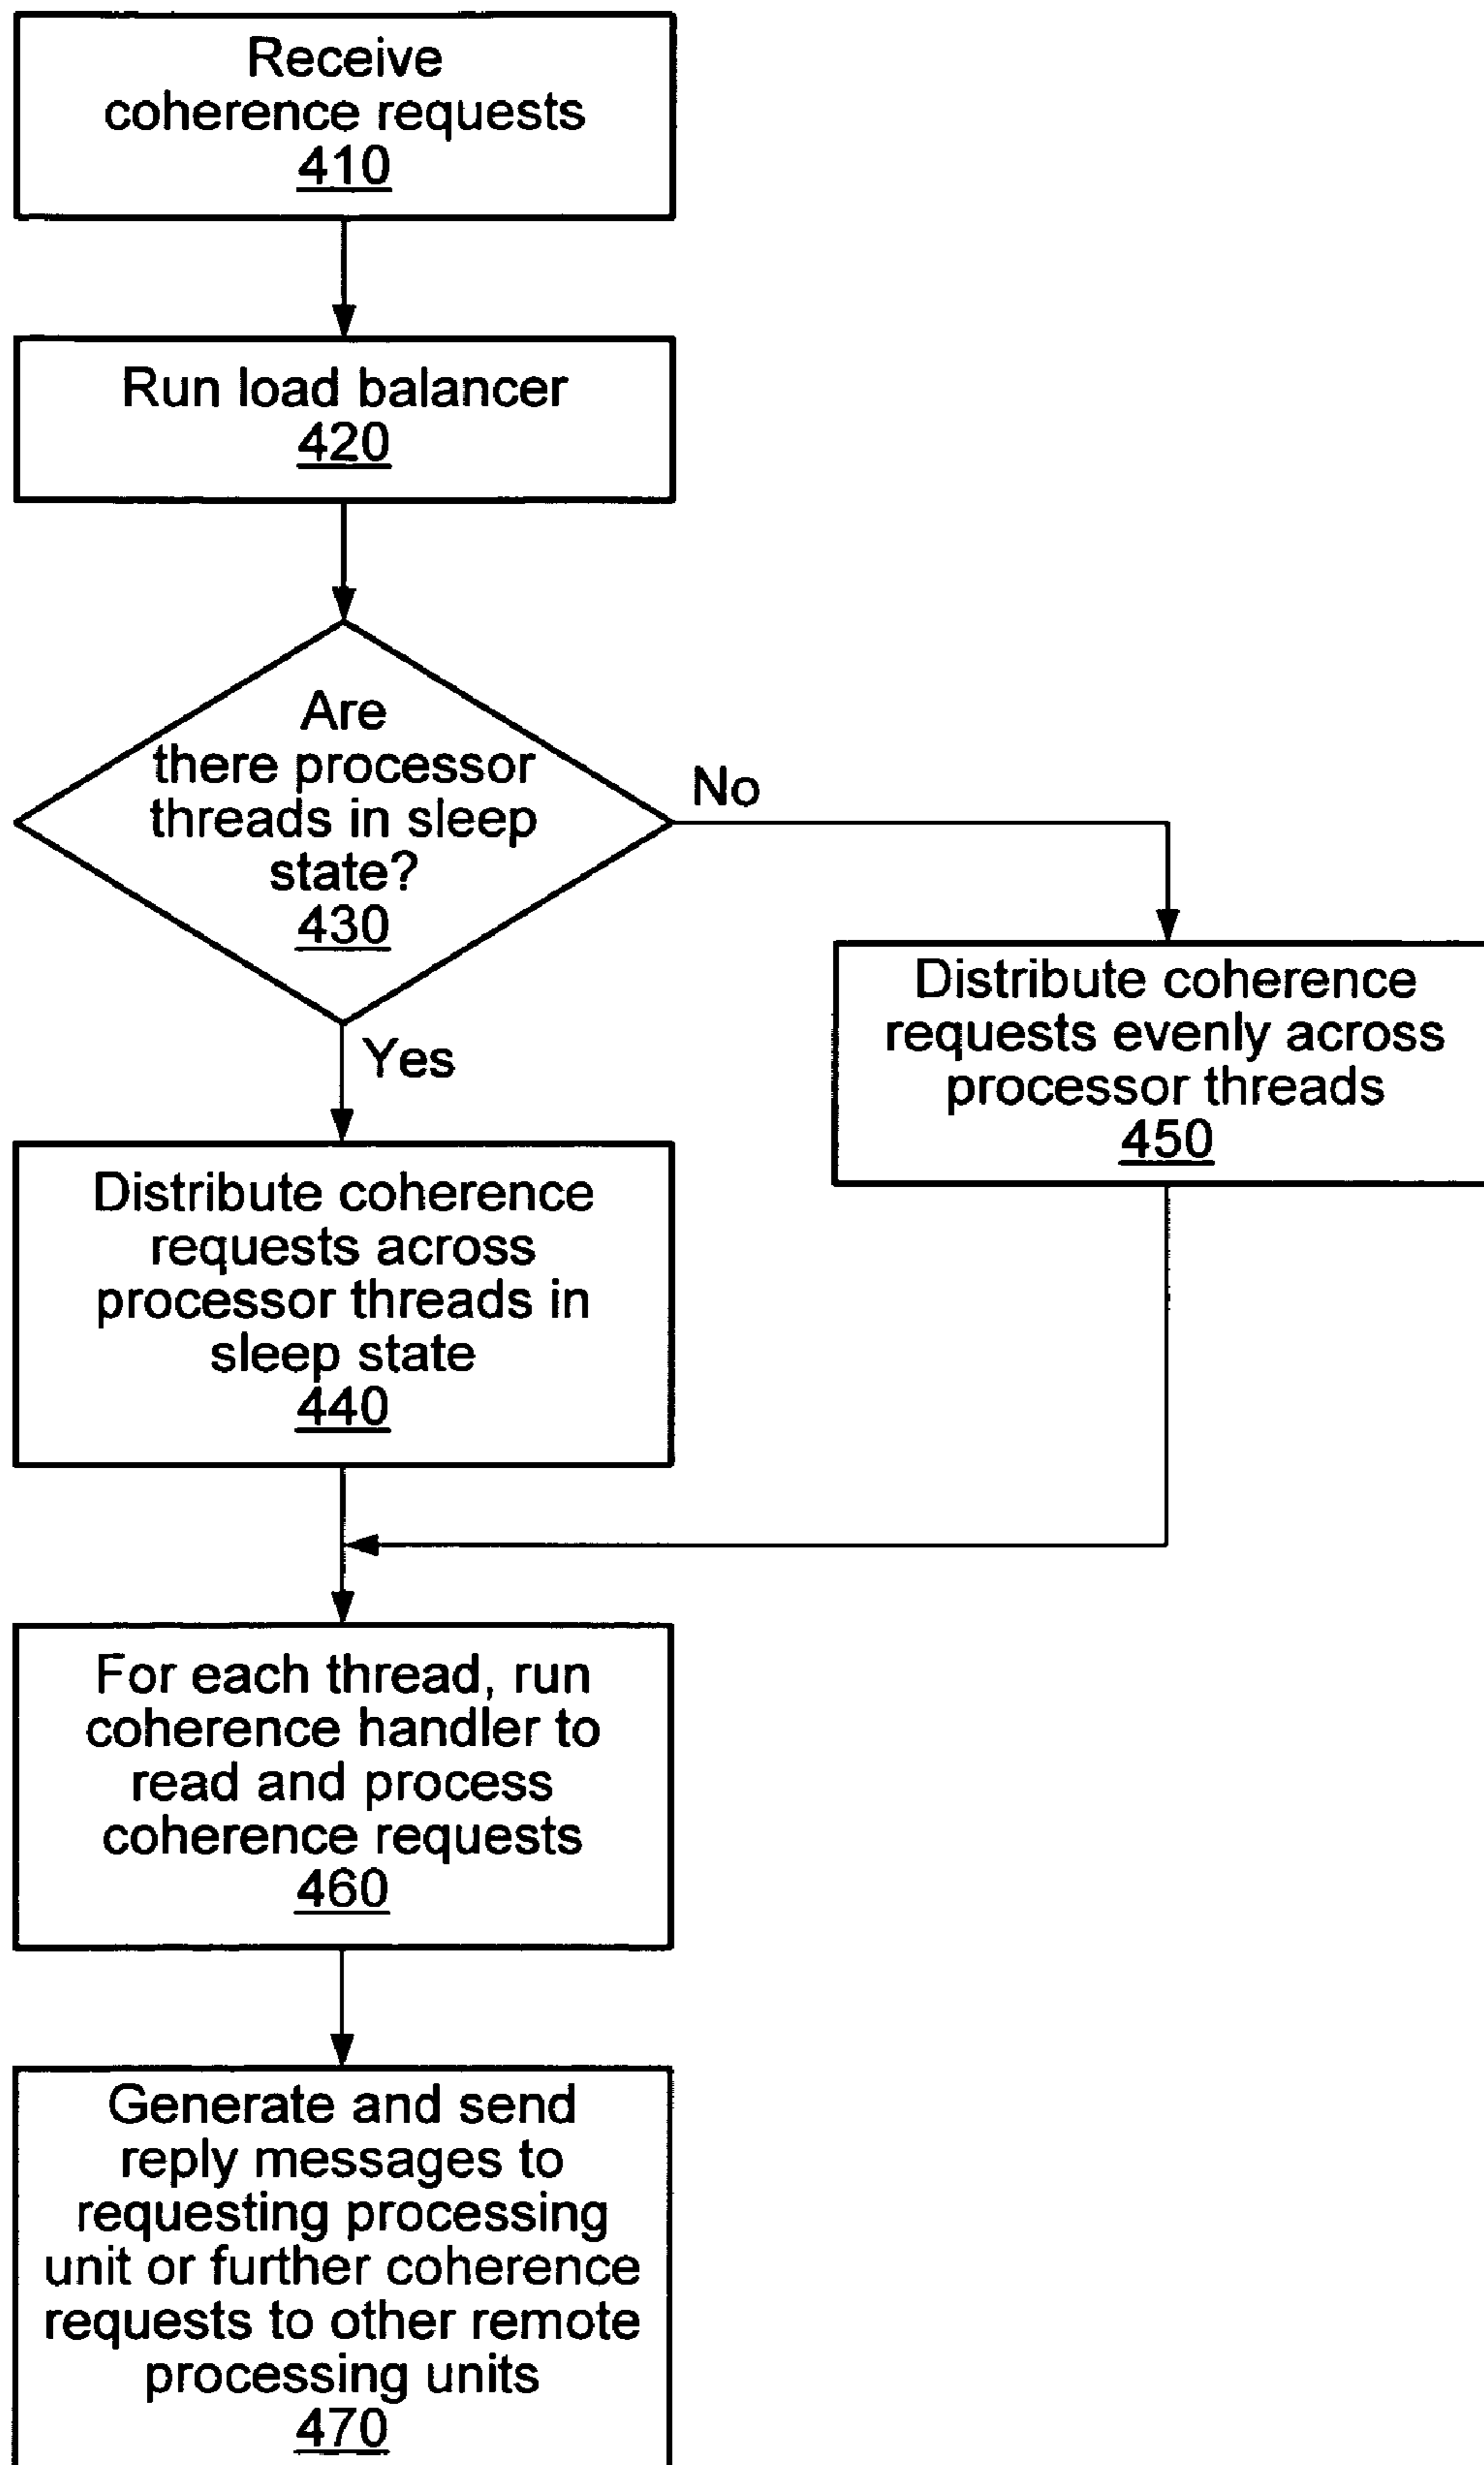 Receive
coherence requests
410
Run load balancer
420
Are
there processor
threads in sleep
state?
430
No
Yes
Distribute coherence
requests evenly across
processor threads
450
Distribute coherence
requests across
processor threads in
sleep state
440
For each thread, run
coherence handler to
read and process
coherence requests
460
Generate and send
reply messages to
requesting processing
unit or further coherence
requests to other remote
processing units
470